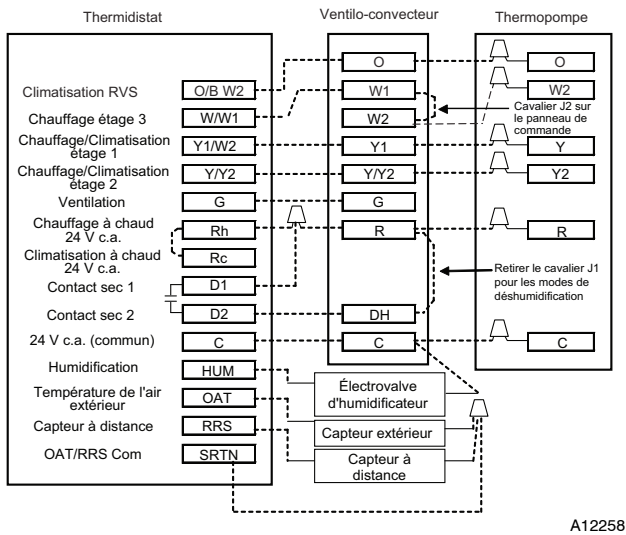 Thermidistat
Ventilo-convecteur
Thermopompe
O
O
Climatisation RVS
O/B W2
W1
W2
Cavalier J2 sur
le panneau de
commande
Chauffage étage 3
W/W1
W2
Chauffage/Climatisation
étage 1
Y1/W2
Y1
Y
Chauffage/Climatisation
étage 2
Y/Y2
Y/Y2
Y2
Ventilation
G
G
Chauffage à chaud
24 V c.a.
Rh
R
R
Climatisation à chaud
24 V c.a.
Rc
Retirer le cavalier J1
pour les modes de
déshumidification
Contact sec 1
D1
Contact sec 2
D2
DH
24 V c.a. (commun)
C
C
C
Humidification
HUM
Électrovalve
d'humidificateur
Température de l'air
extérieur
OAT
Capteur extérieur
Capteur à distance
RRS
Capteur à
distance
OAT/RRS Com
SRTN
A12258